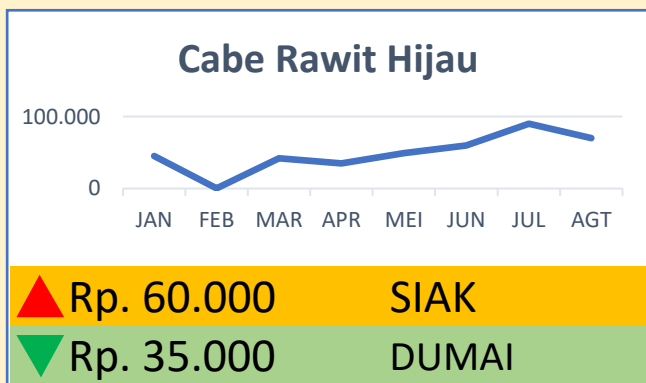 Cabe Rawit Hijau
100.000
0
JAN FEB MAR APR MEI JUN JUL AGT
Rp. 60.000 SIAK
Rp. 35.000 DUMAI